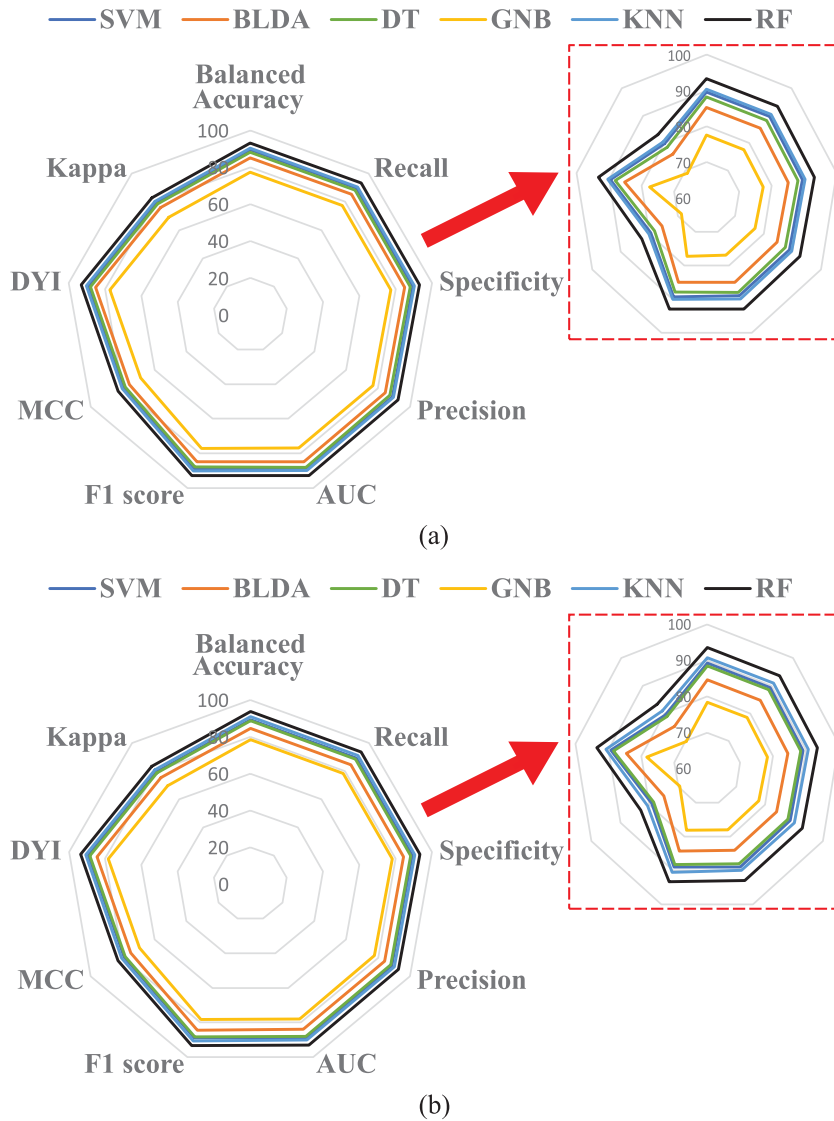 SVM BLDA DT GNB KNN RF
Balanced
Accuracy
100
80
60
40
20
0
Recall
Specificity
Precision
AUC
F1 score
MCC
DYI
Kappa
100
90
80
70
60
(a)
SVM BLDA DT GNB KNN RF
Balanced
Accuracy
100
80
60
40
20
0
Recall
Specificity
Precision
AUC
F1 score
MCC
DYI
Kappa
100
90
80
70
60
(b)